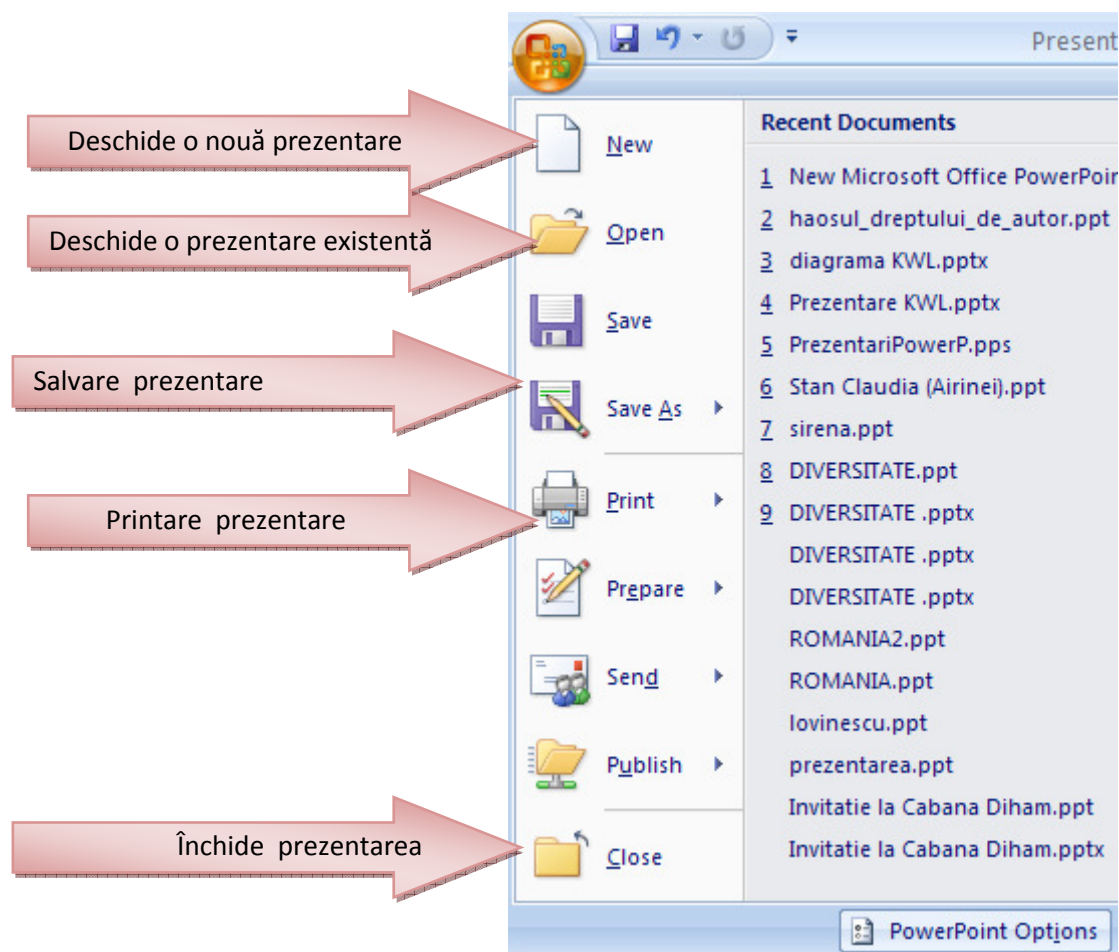 Present
Deschide o nouă prezentare
Deschide o prezentare existentă
Salvare prezentare
Printare prezentare
Închide prezentarea
New
Open
Save
Save As
Print
Prepare
Send
Publish
Close
Recent Documents
1 New Microsoft Office PowerPoin
2 haosul_dreptului_de_autor.ppt
3 diagrama KWL.pptx
4 Prezentare KWL.pptx
5 PrezentariPowerP.pps
6 Stan Claudia (Airinei).ppt
7 sirena.ppt
8 DIVERSITATE.ppt
9 DIVERSITATE .pptx
DIVERSITATE .pptx
DIVERSITATE .pptx
ROMANIA2.ppt
ROMANIA.ppt
lovinescu.ppt
prezentarea.ppt
Invitatie la Cabana Diham.ppt
Invitatie la Cabana Diham.pptx
PowerPoint Options